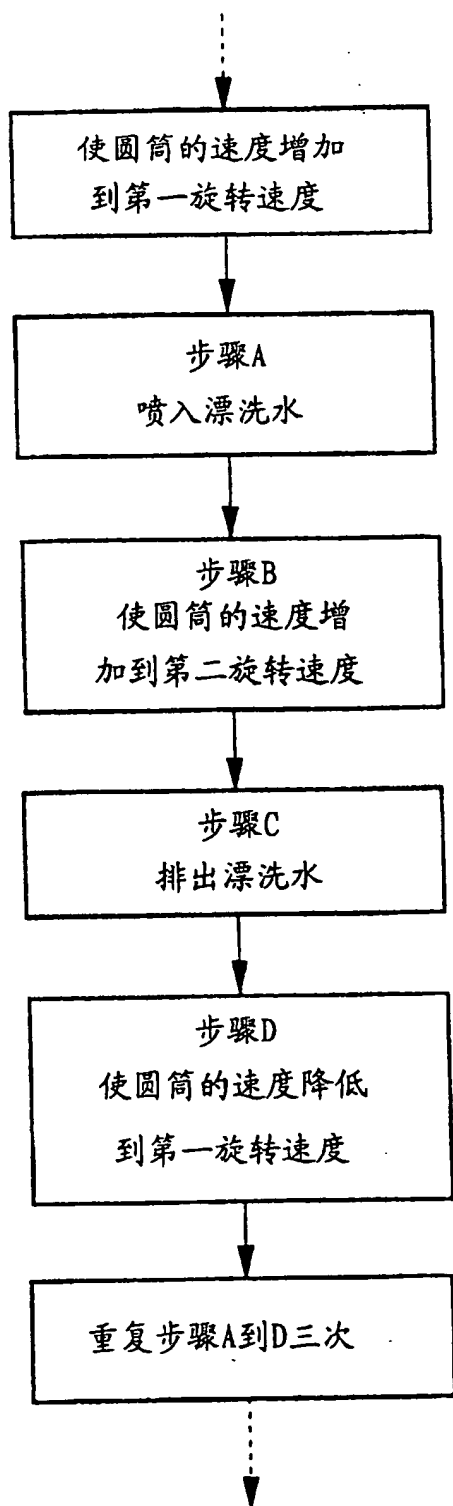 使圆筒的速度增加
到第一旋转速度
步骤A
喷入漂洗水
步骤B
使圆筒的速度增
加到第二旋转速度
步骤C
排出漂洗水
步骤D
使圆筒的速度降低
到第一旋转速度
重复步骤A到D三次